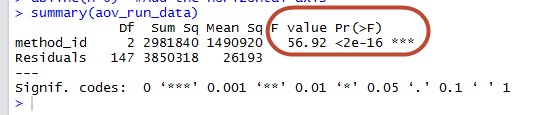 > summary(aov_run_data)
Df Sum Sq Mean Sq F value Pr(>F)
method_id 2 2981840 1490920 56.92 <2e-16 ***
Residuals 147 3850318 26193
---
Signif. codes: 0 ‘***’ 0.001 ‘**’ 0.01 ‘*’ 0.05 ‘.’ 0.1 ‘ ’ 1
>